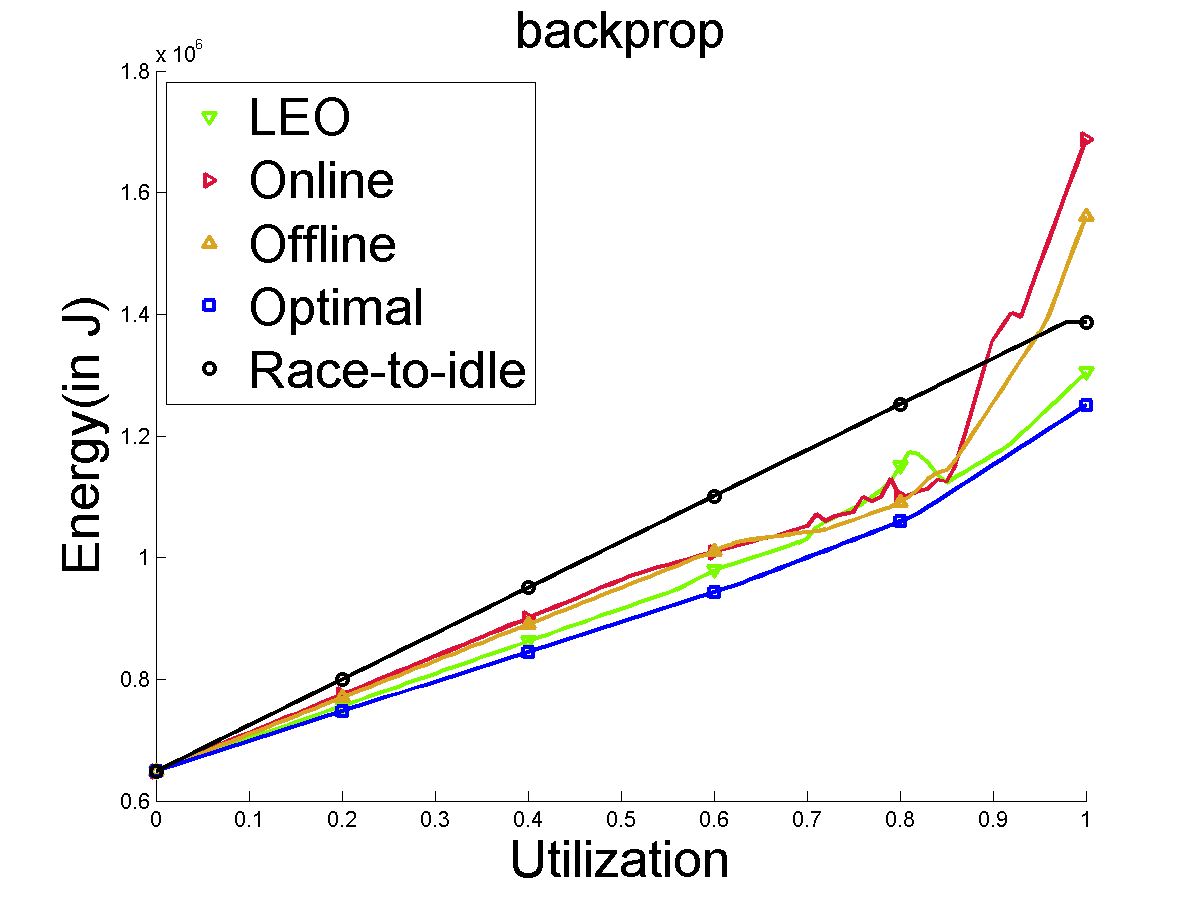 backprop
x 10^6
1.8
1.6
1.4
1.2
1
0.8
0.6
Energy(in J)
LEO
Online
Offline
Optimal
Race-to-idle
0 0.1 0.2 0.3 0.4 0.5 0.6 0.7 0.8 0.9 1
Utilization